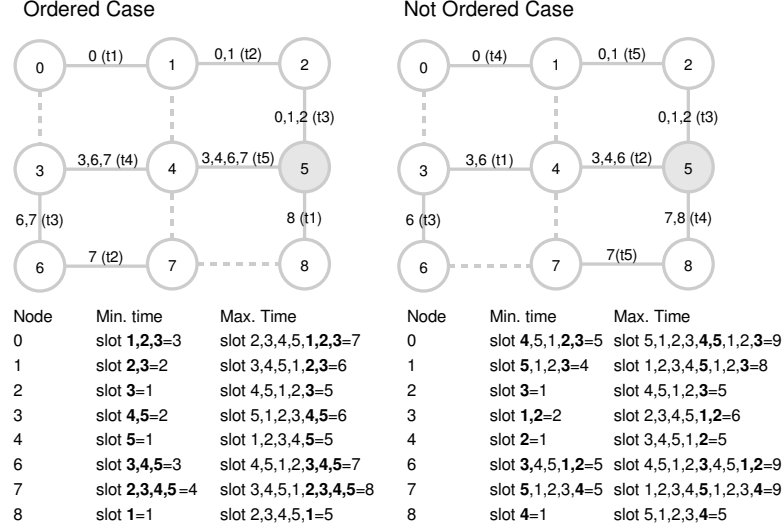 Ordered Case
Not Ordered Case
0 0 (t1) 1 0,1 (t2) 2
0,1,2 (t3)
3 3,6,7 (t4) 4 3,4,6,7 (t5) 5
6,7 (t3) 8 (t1)
6 7 (t2) 7 8
0 0 (t4) 1 0,1 (t5) 2
0,1,2 (t3)
3 3,6 (t1) 4 3,4,6 (t2) 5
6 (t3) 7,8 (t4)
6 7 7(t5) 8
Node Min. time Max. Time
0 slot 1,2,3=3 slot 2,3,4,5,1,2,3=7
1 slot 2,3=2 slot 3,4,5,1,2,3=6
2 slot 3=1 slot 4,5,1,2,3=5
3 slot 4,5=2 slot 5,1,2,3,4,5=6
4 slot 5=1 slot 1,2,3,4,5=5
6 slot 3,4,5=3 slot 4,5,1,2,3,4,5=7
7 slot 2,3,4,5=4 slot 3,4,5,1,2,3,4,5=8
8 slot 1=1 slot 2,3,4,5,1=5
Node Min. time Max. Time
0 slot 4,5,1,2,3=5 slot 5,1,2,3,4,5,1,2,3=9
1 slot 5,1,2,3=4 slot 1,2,3,4,5,1,2,3=8
2 slot 3=1 slot 4,5,1,2,3=5
3 slot 1,2=2 slot 2,3,4,5,1,2=6
4 slot 2=1 slot 3,4,5,1,2=5
6 slot 3,4,5,1,2=5 slot 4,5,1,2,3,4,5,1,2=9
7 slot 5,1,2,3,4=5 slot 1,2,3,4,5,1,2,3,4=9
8 slot 4=1 slot 5,1,2,3,4=5